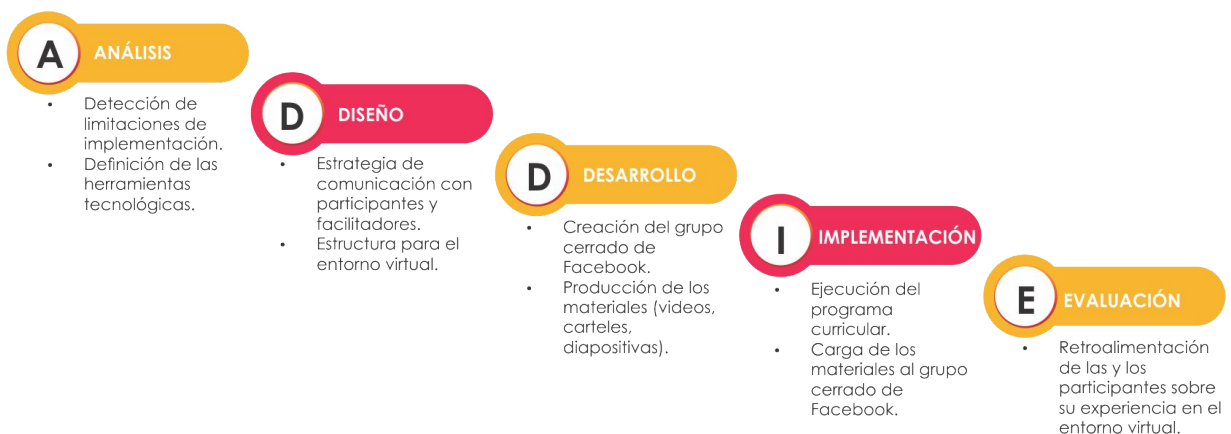 A
ANÁLISIS
• Detección de
limitaciones de
implementación.
• Definición de las
herramientas
tecnológicas.
D
DISEÑO
• Estrategia de
comunicación con
participantes y
facilitadores.
• Estructura para el
entorno virtual.
D
DESARROLLO
• Creación del grupo
cerrado de
Facebook.
• Producción de los
materiales (videos,
carteles,
diapositivas).
I
IMPLEMENTACIÓN
• Ejecución del
programa
curricular.
• Carga de los
materiales al grupo
cerrado de
Facebook.
E
EVALUACIÓN
• Retroalimentación
de las y los
participantes sobre
su experiencia en el
entorno virtual.